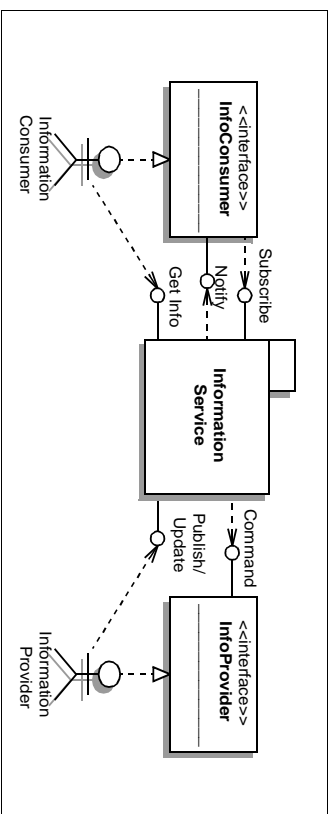 <<interface>>
InfoConsumer
Subscribe
Notify
Get Info
Information
Consumer
Information
Service
Command
Publish/
Update
<<interface>>
InfoProvider
Information
Provider